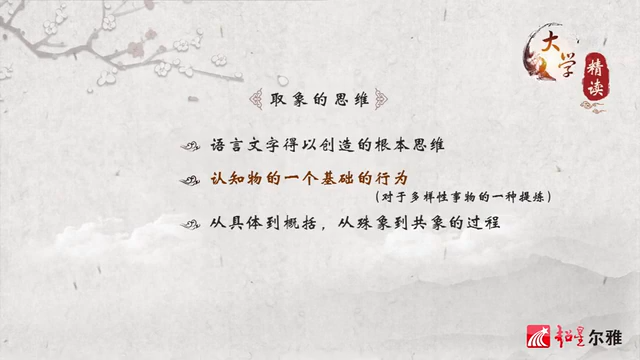 大学
精读
取象的思维
语言文字得以创造的根本思维
认知物的一个基础的行为
(对于多样性事物的一种提炼)
从具体到概括，从殊象到共象的过程
超星尔雅